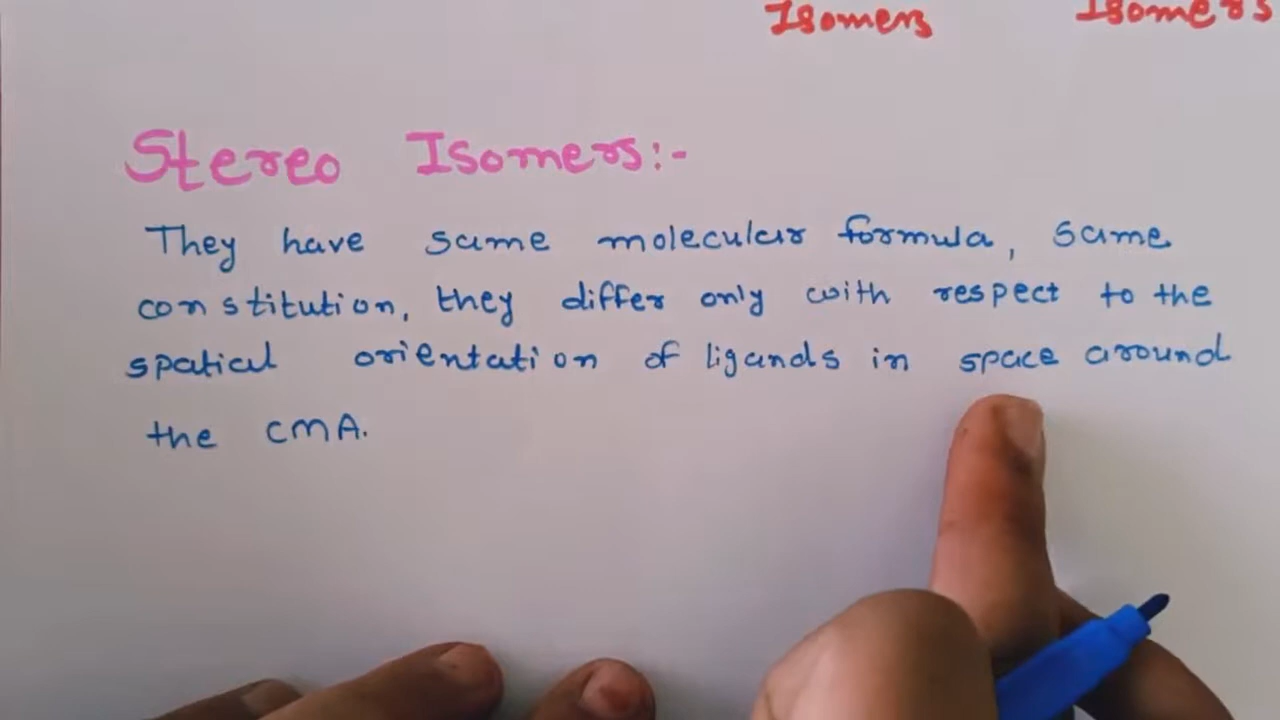 Isomers Isomers
Stereo Isomers:-
They have same molecular formula, same
constitution, they differ only with respect to the
spatial orientation of ligands in space around
the CMA.